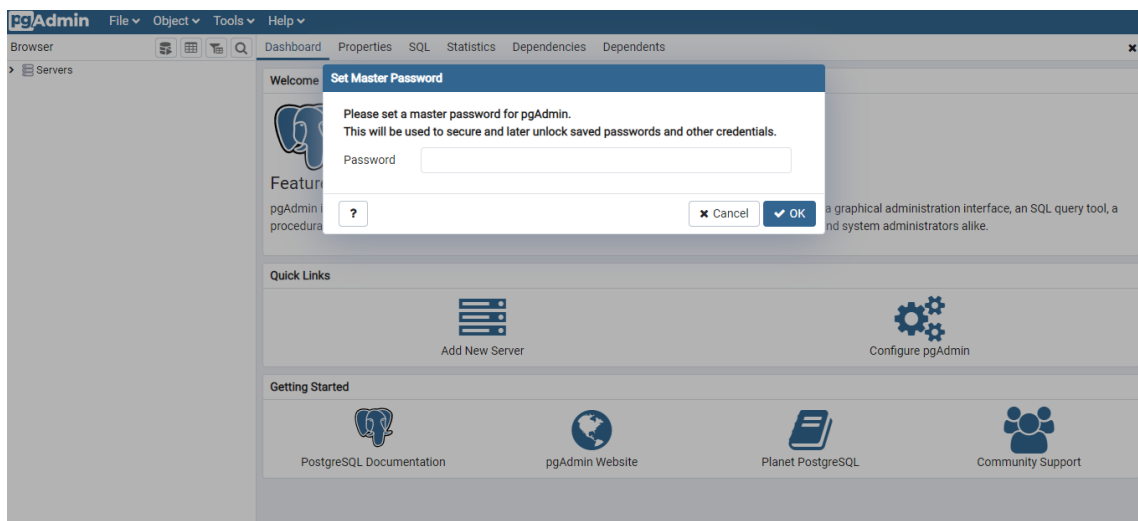 pgAdmin File Object Tools Help
Browser
Dashboard Properties SQL Statistics Dependencies Dependents
Servers
Welcome
Set Master Password
Please set a master password for pgAdmin.
This will be used to secure and later unlock saved passwords and other credentials.
Password
Featur
pgAdmin i
a graphical administration interface, an SQL query tool, a
? Cancel OK
procedura
nd system administrators alike.
Quick Links
Add New Server
Configure pgAdmin
Getting Started
PostgreSQL Documentation
pgAdmin Website
Planet PostgreSQL
Community Support